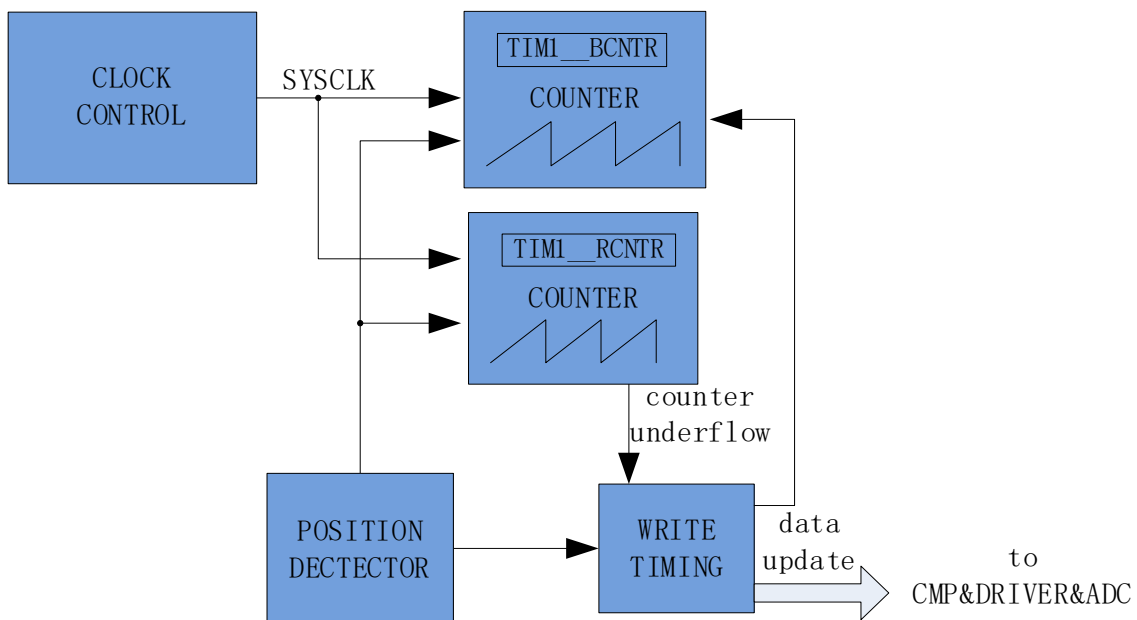 CLOCK
CONTROL
SYSCLK
TIM1__BCNTR
COUNTER
TIM1__RCNTR
COUNTER
counter
underflow
POSITION
DECTECTOR
WRITE
TIMING
data
update
to
CMP&DRIVER&ADC